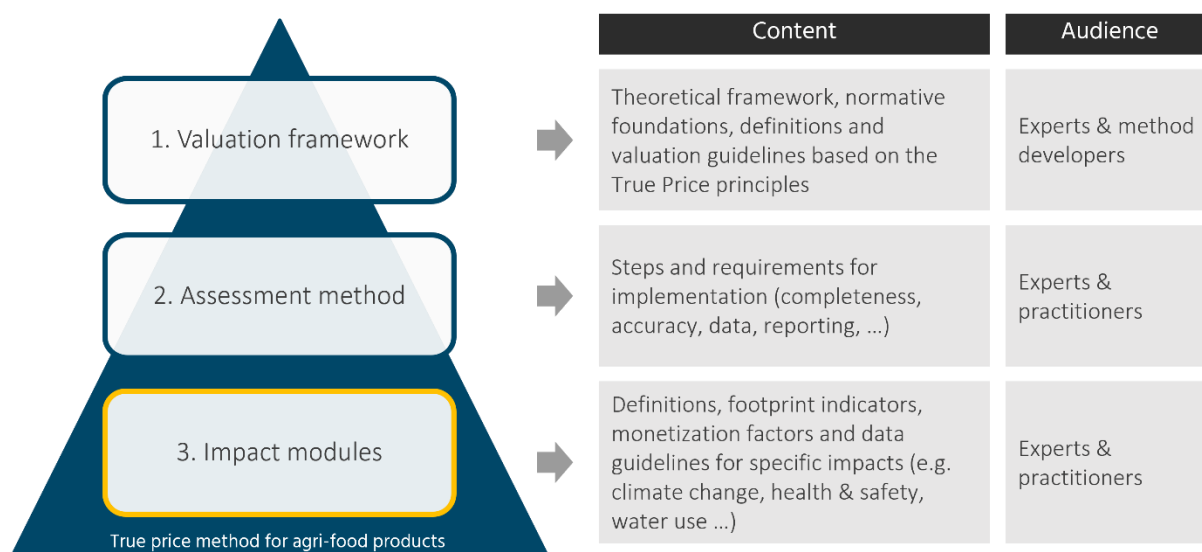 Content
Audience
1. Valuation framework
Theoretical framework, normative
foundations, definitions and
valuation guidelines based on the
True Price principles
Experts & method
developers
2. Assessment method
Steps and requirements for
implementation (completeness,
accuracy, data, reporting, ...)
Experts &
practitioners
3. Impact modules
Definitions, footprint indicators,
monetization factors and data
guidelines for specific impacts (e.g.
climate change, health & safety,
water use ...)
Experts &
practitioners
True price method for agri-food products